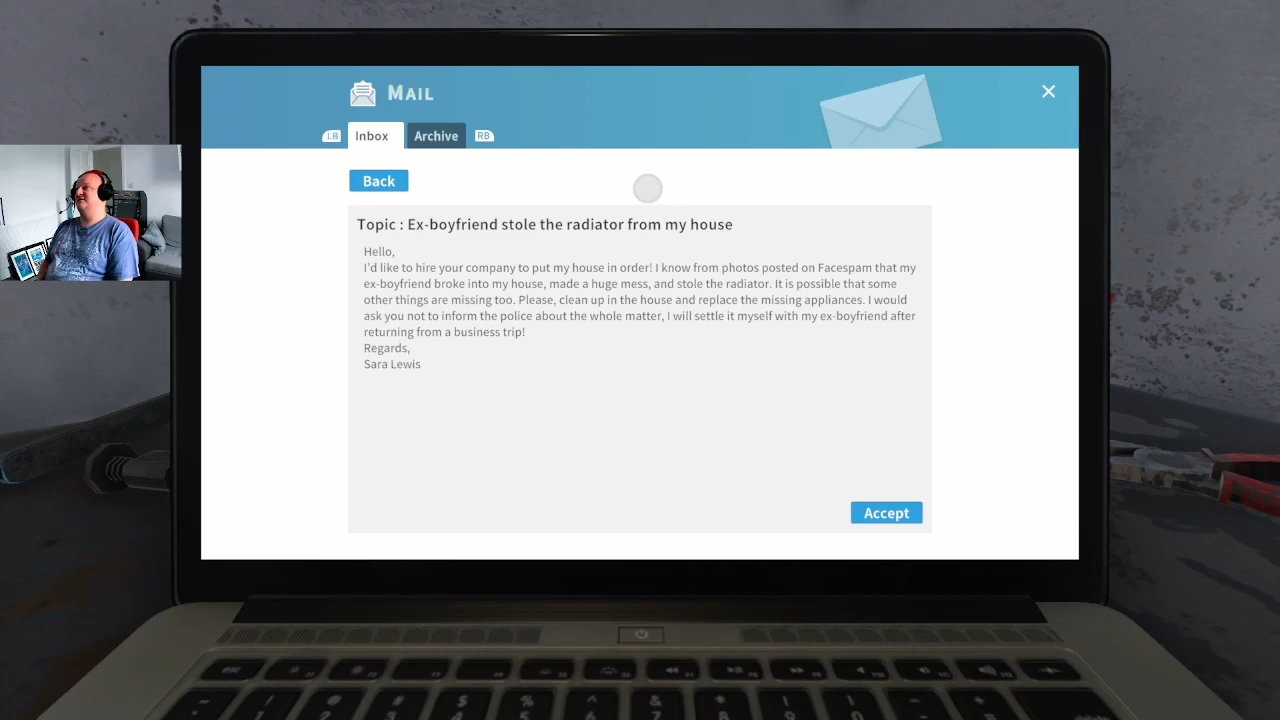 MAIL
LB
Inbox
Archive
RB
Back
Topic : Ex-boyfriend stole the radiator from my house
Hello,
I'd like to hire your company to put my house in order! I know from photos posted on Facespam that my
ex-boyfriend broke into my house, made a huge mess, and stole the radiator. It is possible that some
other things are missing too. Please, clean up in the house and replace the missing appliances. I would
ask you not to inform the police about the whole matter, I will settle it myself with my ex-boyfriend after
returning from a business trip!
Regards,
Sara Lewis
Accept